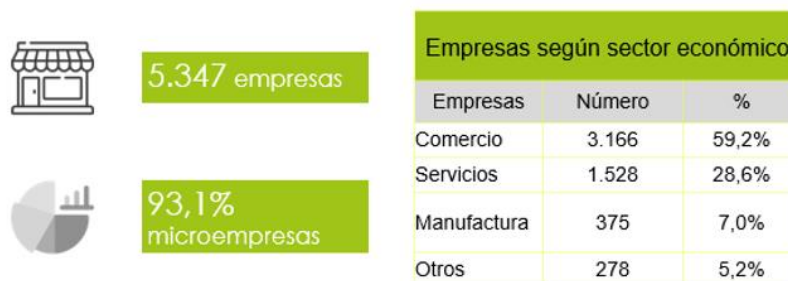 5.347 empresas
93,1%
microempresas
Empresas según sector económico
Empresas Número %
Comercio 3.166 59,2%
Servicios 1.528 28,6%
Manufactura 375 7,0%
Otros 278 5,2%